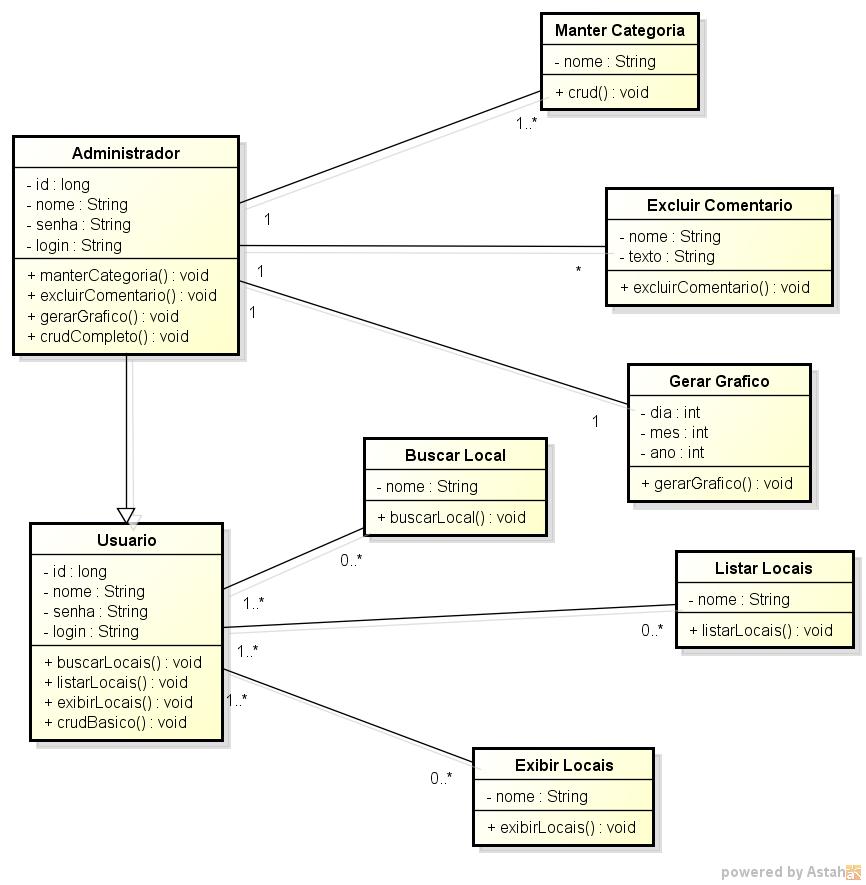 Manter Categoria
- nome : String
+ crud() : void
1..*
Administrador
- id : long
- nome : String
- senha : String
- login : String
+ manterCategoria() : void
+ excluirComentario() : void
+ gerarGrafico() : void
+ crudCompleto() : void
1
1
1
Excluir Comentario
- nome : String
- texto : String
+ excluirComentario() : void
*
Gerar Grafico
- dia : int
- mes : int
- ano : int
+ gerarGrafico() : void
1
Buscar Local
- nome : String
+ buscarLocal() : void
0..*
Usuario
- id : long
- nome : String
- senha : String
- login : String
+ buscarLocais() : void
+ listarLocais() : void
+ exibirLocais() : void
+ crudBasico() : void
1..*
1..*
1..*
Listar Locais
- nome : String
+ listarLocais() : void
0..*
Exibir Locais
- nome : String
+ exibirLocais() : void
0..*
powered by Astah